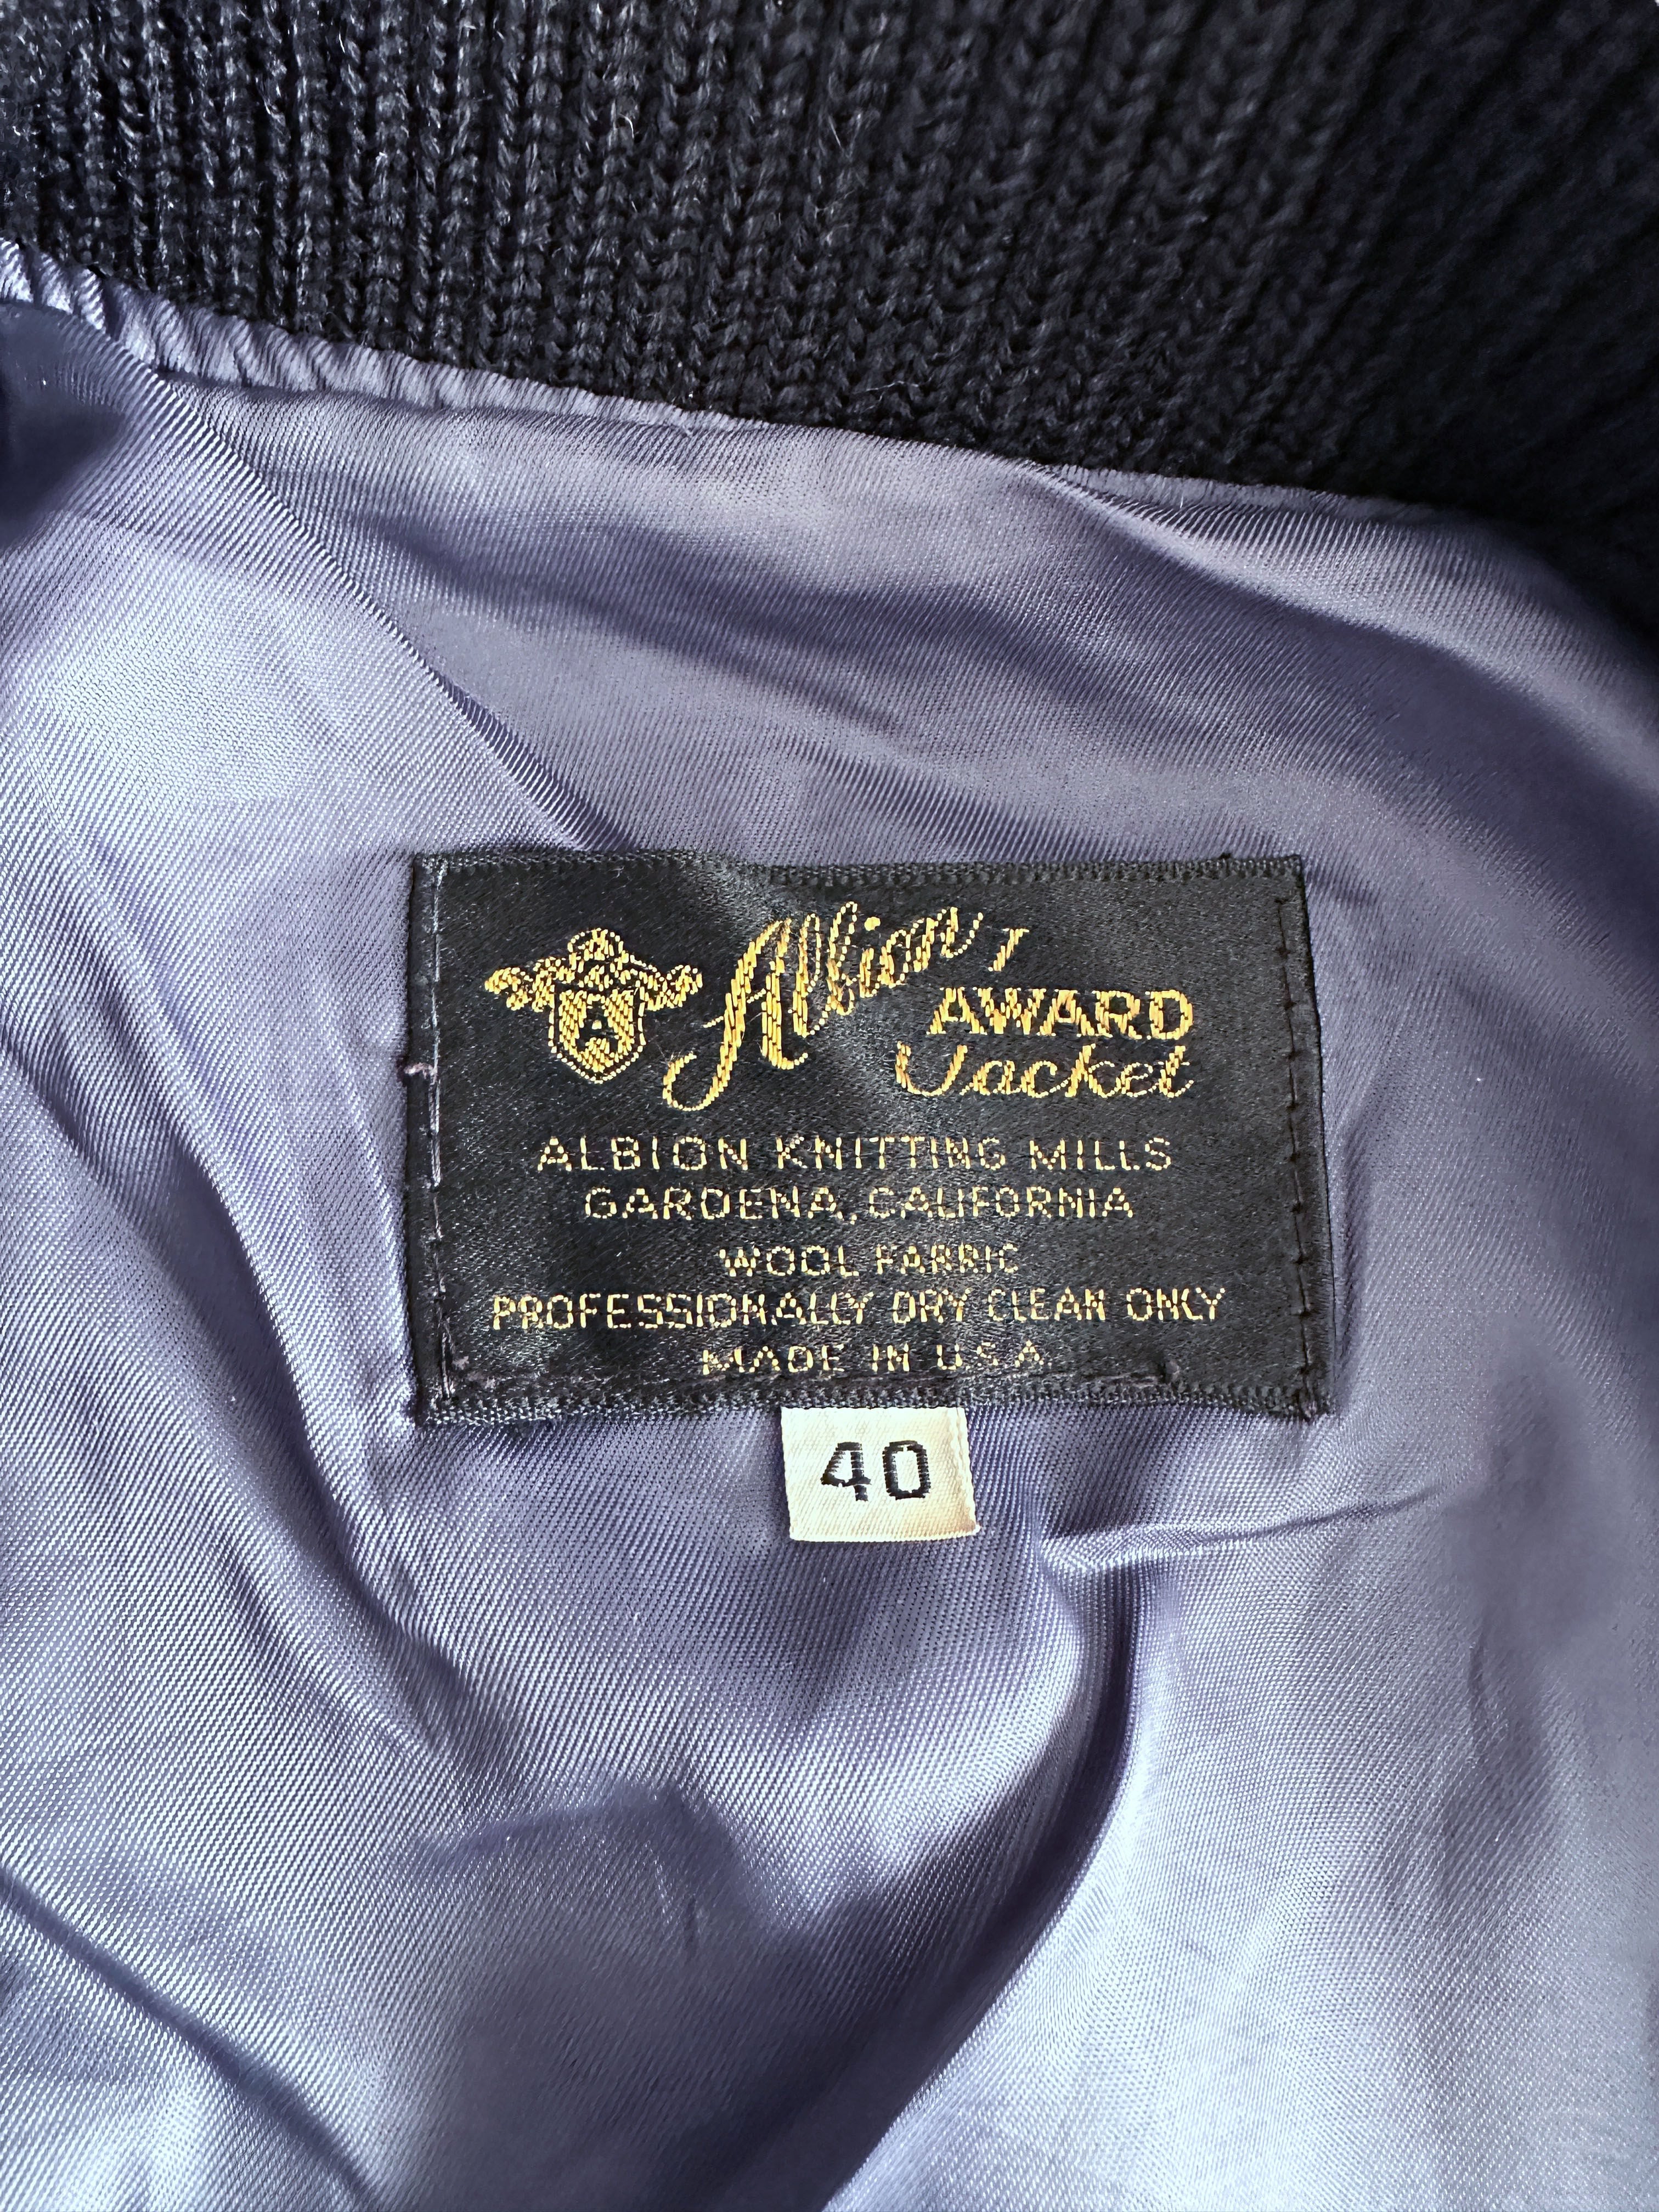 Albion I
AWARD
Jacket
A
ALBION KNITTING MILLS
GARDENA, CALIFORNIA
WOOL FABRIC
PROFESSIONALLY DRY CLEAN ONLY
MADE IN U.S.A.
40